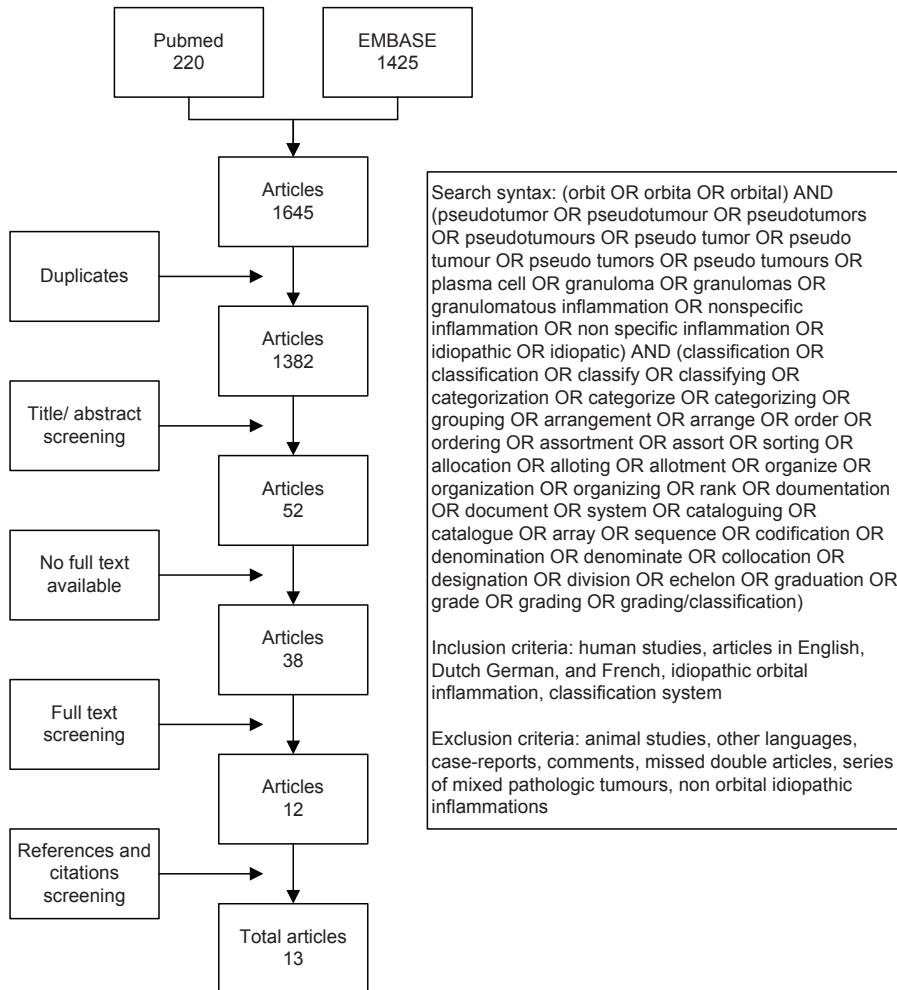 Pubmed
220
EMBASE
1425
Articles
1645
Duplicates
Articles
1382
Title/ abstract
screening
Articles
52
No full text
available
Articles
38
Full text
screening
Articles
12
References and
citations
screening
Total articles
13
Search syntax: (orbit OR orbita OR orbital) AND
(pseudotumor OR pseudotumour OR pseudotumors
OR pseudotumours OR pseudo tumor OR pseudo
tumour OR pseudo tumors OR pseudo tumours OR
plasma cell OR granuloma OR granulomas OR
granulomatous inflammation OR nonspecific
inflammation OR non specific inflammation OR
idiopathic OR idiopatic) AND (classification OR
classification OR classify OR classifying OR
categorization OR categorize OR categorizing OR
grouping OR arrangement OR arrange OR order OR
ordering OR assortment OR assort OR sorting OR
allocation OR alloting OR allotment OR organize OR
organization OR organizing OR rank OR doumentation
OR document OR system OR cataloguing OR
catalogue OR array OR sequence OR codification OR
denomination OR denominate OR collocation OR
designation OR division OR echelon OR graduation OR
grade OR grading OR grading/classification)
Inclusion criteria: human studies, articles in English,
Dutch German, and French, idiopathic orbital
inflammation, classification system
Exclusion criteria: animal studies, other languages,
case-reports, comments, missed double articles, series
of mixed pathologic tumours, non orbital idiopathic
inflammations